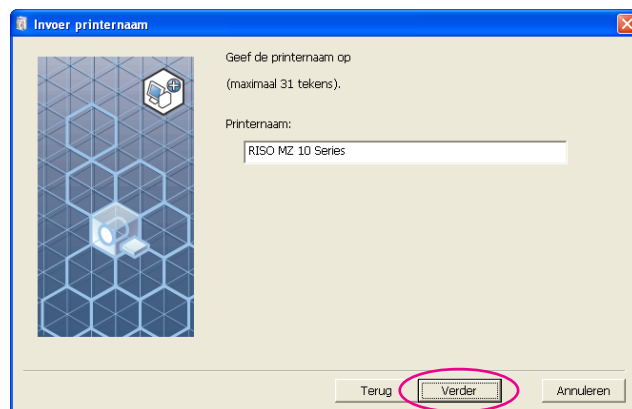 Invoer printernaam
Geef de printernaam op
(maximaal 31 tekens).
Printernaam:
RISO MZ 10 Series
Terug
Verder
Annuleren